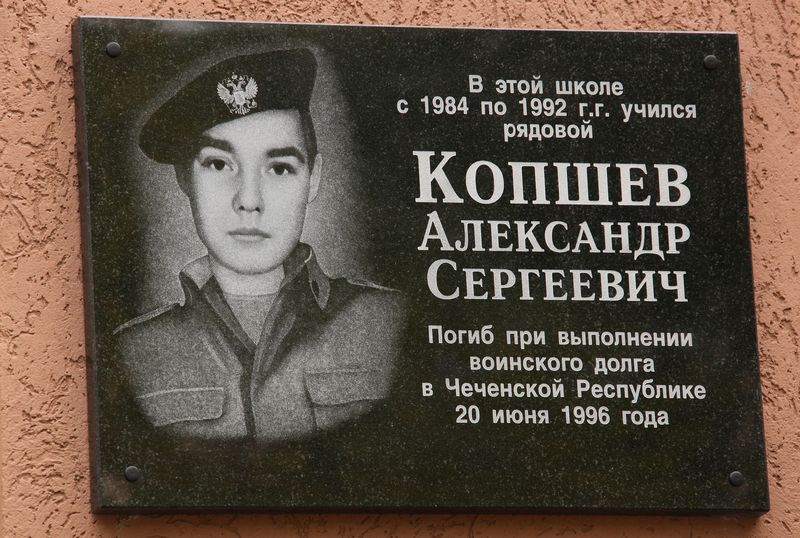 В этой школе
с 1984 по 1992 г.г. учился
рядовой
КОПШЕВ
АЛЕКСАНДР
СЕРГЕЕВИЧ
Погиб при выполнении
воинского долга
в Чеченской Республике
20 июня 1996 года